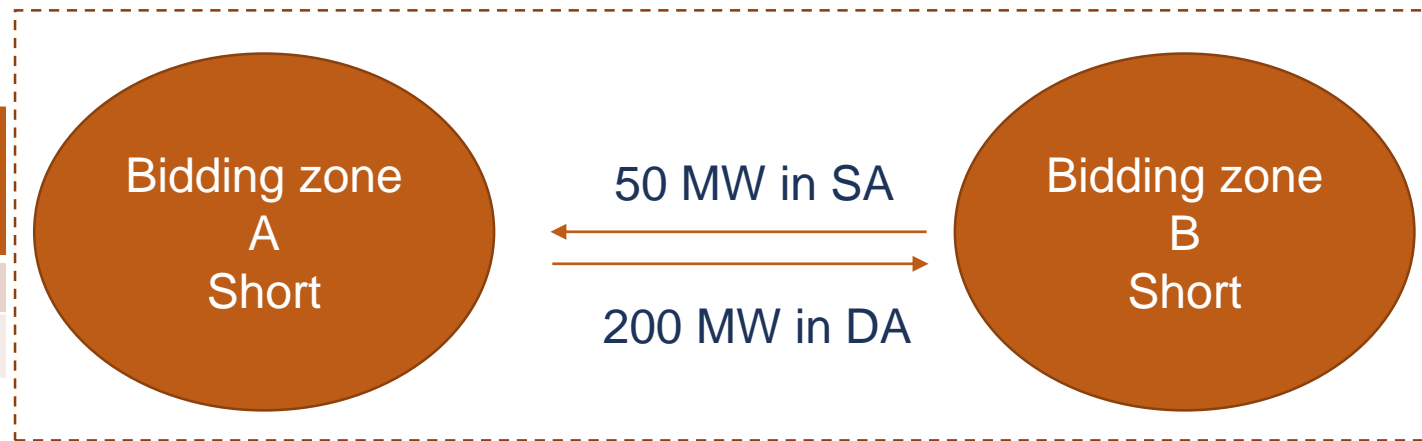 Bidding zone
A
Short
50 MW in SA
200 MW in DA
Bidding zone
B
Short